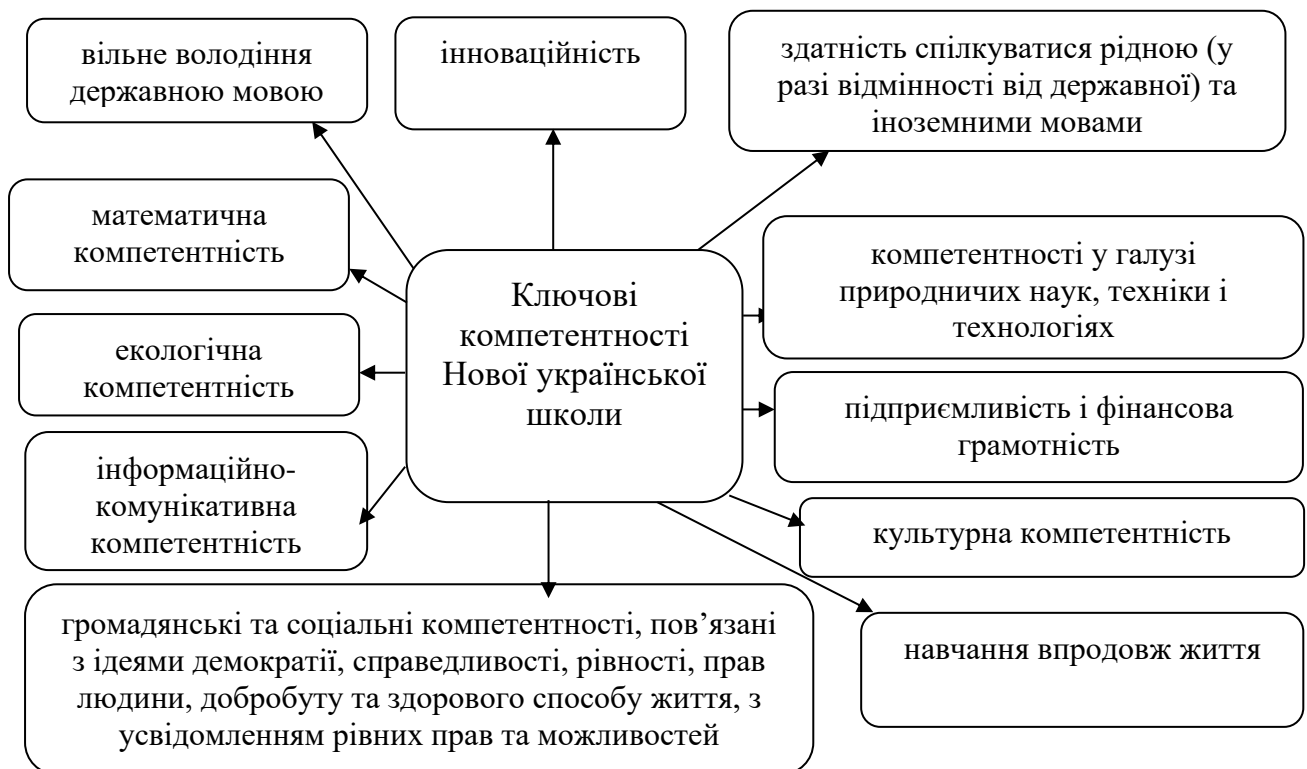 вільне володіння
державною мовою
інноваційність
здатність спілкуватися рідною (у
разі відмінності від державної) та
іноземними мовами
математична
компетентність
компетентності у галузі
природничих наук, техніки і
технологіях
Ключові
компетентності
Нової української
школи
екологічна
компетентність
підприємливість і фінансова
грамотність
інформаційно-
комунікативна
компетентність
культурна компетентність
громадянські та соціальні компетентності, пов’язані
з ідеями демократії, справедливості, рівності, прав
людини, добробуту та здорового способу життя, з
усвідомленням рівних прав та можливостей
навчання впродовж життя